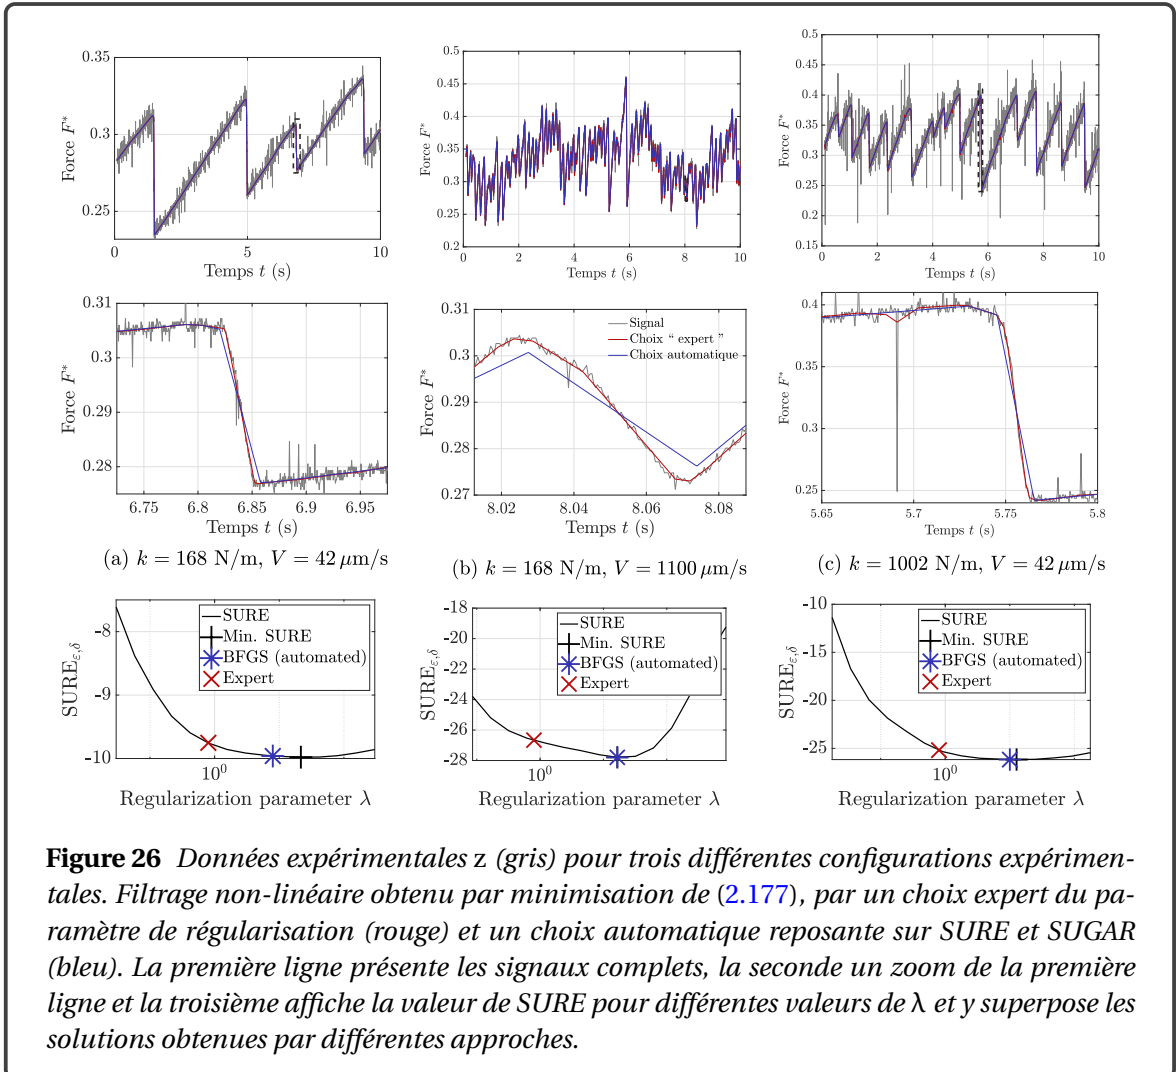 0.35
0.3
0.25
Force F*
0
5
10
Temps t (s)
0.5
0.45
0.4
0.35
0.3
0.25
0.2
Force F*
0
2
4
6
8
10
Temps t (s)
0.5
0.45
0.4
0.35
0.3
0.25
0.2
0.15
Force F*
0
2
4
6
8
10
Temps t (s)
0.31
0.3
0.29
0.28
Force F*
6.75
6.8
6.85
6.9
6.95
Temps t (s)
0.31
0.3
0.29
0.28
0.27
Force F*
Signal
Choix “ expert ”
Choix automatique
8.02
8.04
8.06
8.08
Temps t (s)
0.4
0.35
0.3
0.25
Force F*
5.65
5.7
5.75
5.8
Temps t (s)
(a) k = 168 N/m, V = 42 μm/s
(b) k = 168 N/m, V = 1100 μm/s
(c) k = 1002 N/m, V = 42 μm/s
-8
-9
-10
SURE_{ε,δ}
SURE
Min. SURE
BFGS (automated)
Expert
10⁰
Regularization parameter λ
-18
-20
-22
-24
-26
-28
SURE_{ε,δ}
SURE
Min. SURE
BFGS (automated)
Expert
10⁰
Regularization parameter λ
-10
-15
-20
-25
SURE_{ε,δ}
SURE
Min. SURE
BFGS (automated)
Expert
10⁰
Regularization parameter λ
Figure 26 Données expérimentales z (gris) pour trois différentes configurations expérimen-
tales. Filtrage non-linéaire obtenu par minimisation de (2.177), par un choix expert du pa-
ramètre de régularisation (rouge) et un choix automatique reposante sur SURE et SUGAR
(bleu). La première ligne présente les signaux complets, la seconde un zoom de la première
ligne et la troisième affiche la valeur de SURE pour différentes valeurs de λ et y superpose les
solutions obtenues par différentes approches.